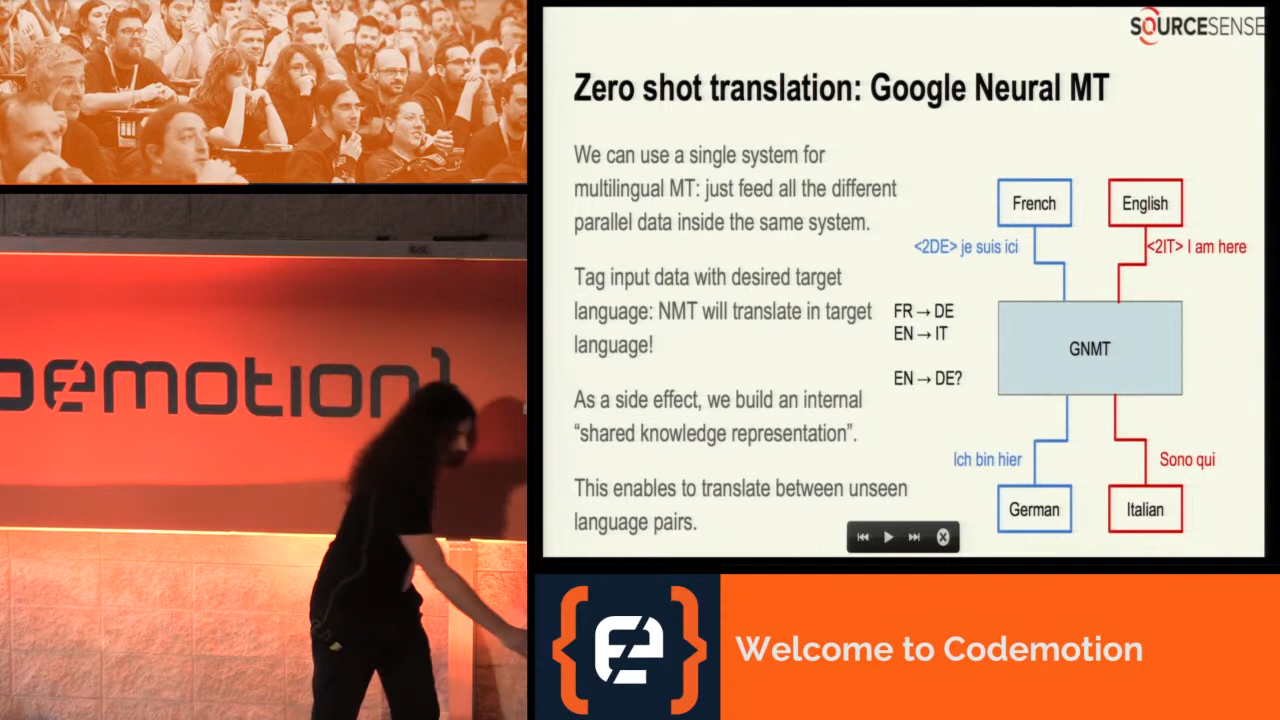 SOURCESENSE
Zero shot translation: Google Neural MT
We can use a single system for
multilingual MT: just feed all the different
parallel data inside the same system.
Tag input data with desired target
language: NMT will translate in target
language!
As a side effect, we build an internal
“shared knowledge representation”.
This enables to translate between unseen
language pairs.
French
English
<2DE> je suis ici
<2IT> I am here
FR → DE
EN → IT
EN → DE?
GNMT
Ich bin hier
Sono qui
German
Italian
demotion}
Welcome to Codemotion